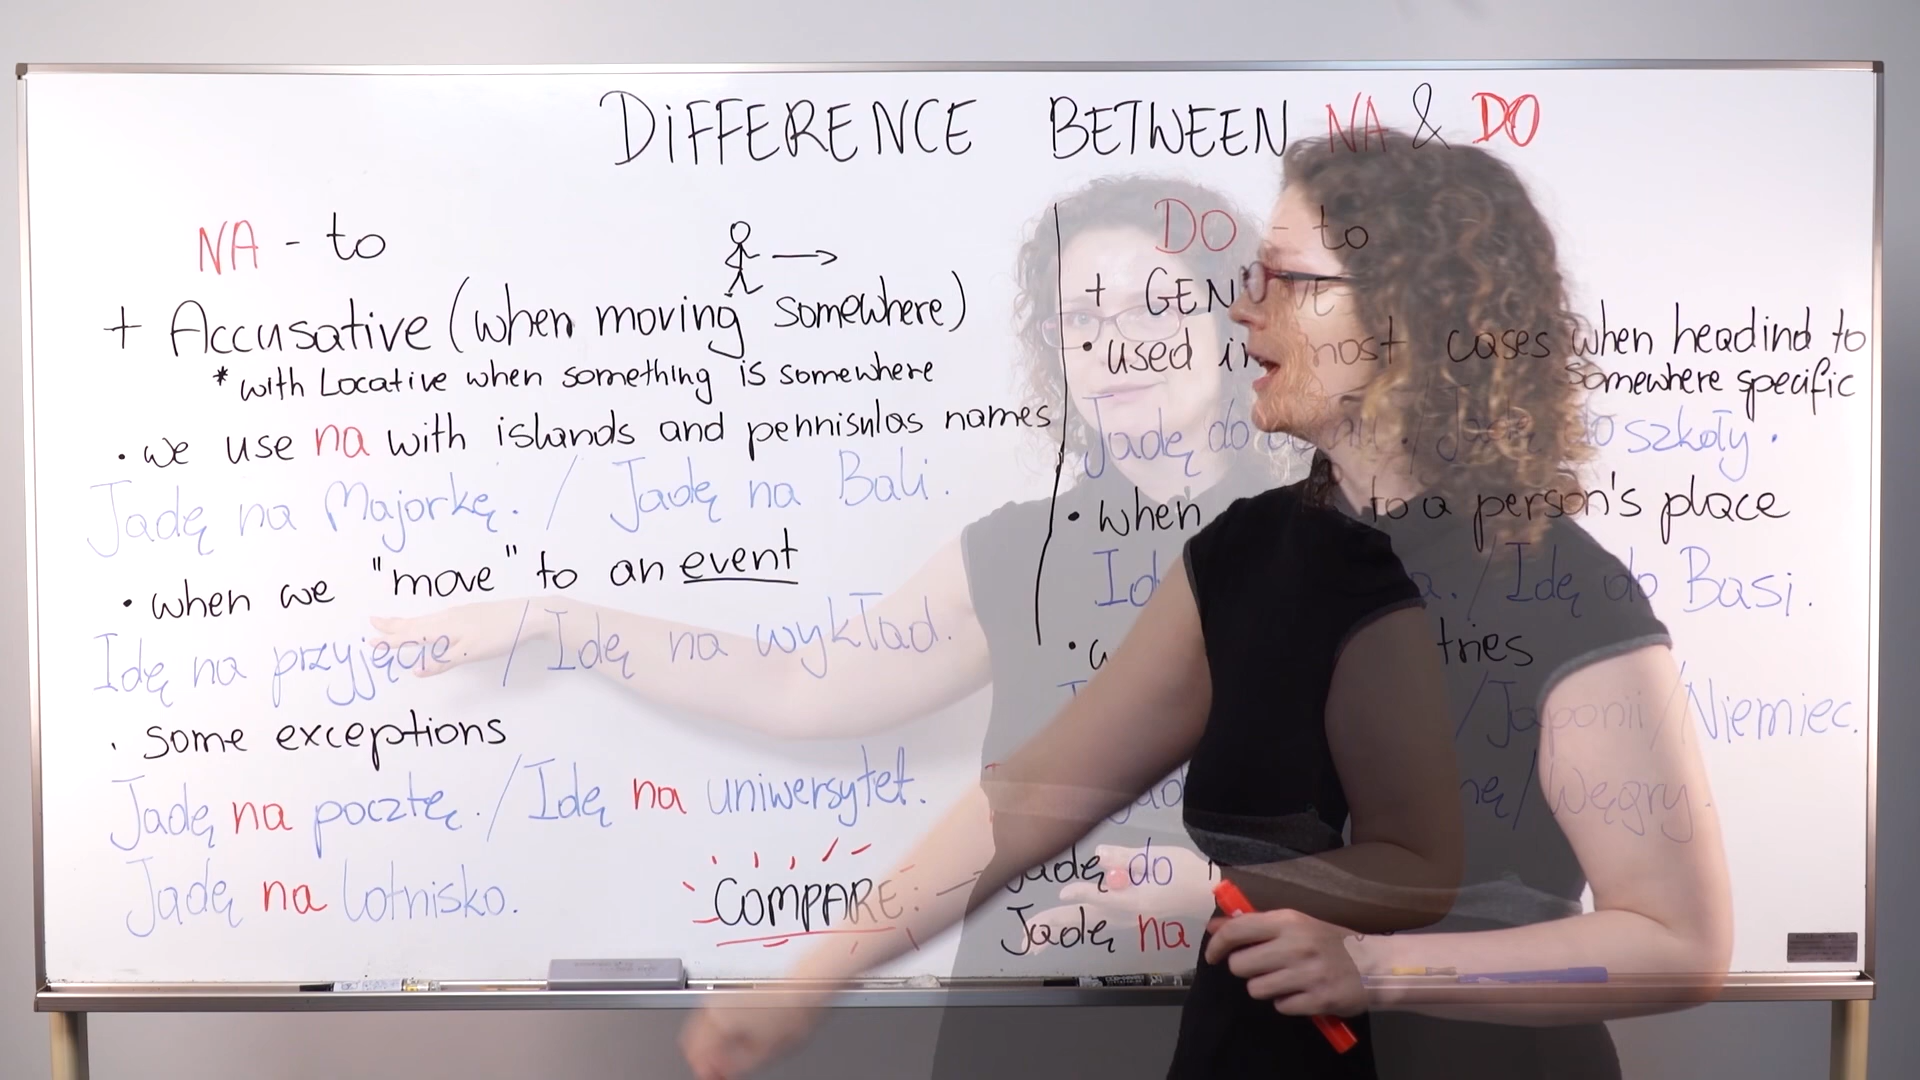 DIFFERENCE BETWEEN NA & DO
NA - to
+ Accusative (when moving somewhere)
* with Locative when something is somewhere
• we use na with islands and pennisulas names
Jadę na Majorkę. / Jadę na Bali.
• when we "move" to an event
Idę na przyjęcie. / Idę na wykład.
• some exceptions
Jadę na pocztę. / Idę na uniwersytet.
Jadę na lotnisko.
COMPARE:
DO - to
+ GEN
• used in most cases when headind to
somewhere specific
Jadę do / do szkoły.
• when to a person's place
/ Idę do Basi.
/ Japonii / Niemiec.
/ Węgry.
Jadę do
Jadę na